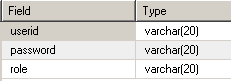 Field Type
userid varchar(20)
password varchar(20)
role varchar(20)